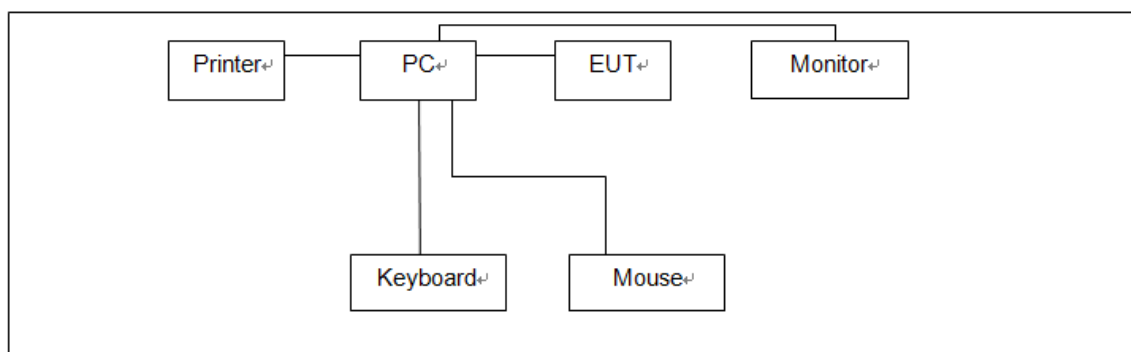 Printer
PC
EUT
Monitor
Keyboard
Mouse